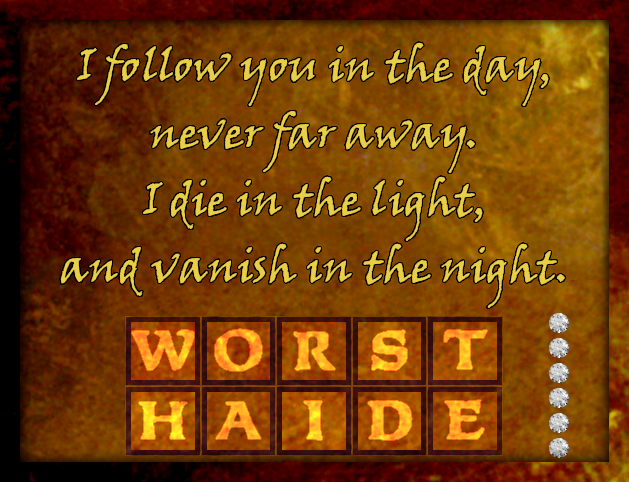 I follow you in the day,
never far away.
I die in the light,
and vanish in the night.
WORST
HAIDE